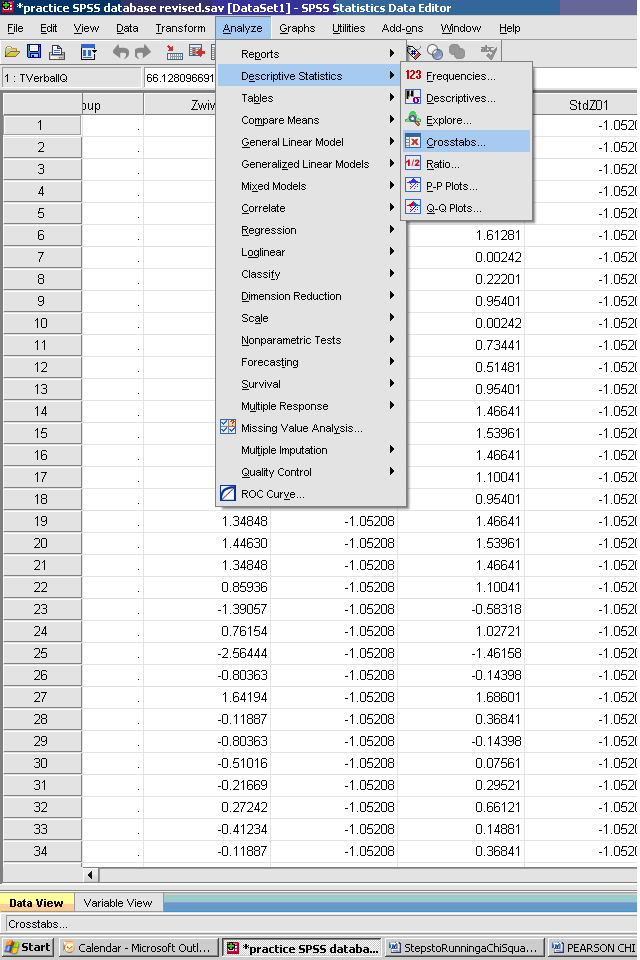 *practice SPSS database revised.sav [DataSet1] - SPSS Statistics Data Editor
File Edit View Data Transform Analyze Graphs Utilities Add-ons Window Help
1 : TVerbalIQ 66.128096691
oup Zwiv StdZ01
Reports
Descriptive Statistics
Tables
Compare Means
General Linear Model
Generalized Linear Models
Mixed Models
Correlate
Regression
Loglinear
Classify
Dimension Reduction
Scale
Nonparametric Tests
Forecasting
Survival
Multiple Response
Missing Value Analysis...
Multiple Imputation
Quality Control
ROC Curve...
123 Frequencies...
Descriptives...
Explore...
Crosstabs...
1/2 Ratio...
P-P Plots...
Q-Q Plots...
1 . -1.0520
2 . -1.0520
3 . -1.0520
4 . -1.0520
5 . -1.0520
6 . 1.61281 -1.0520
7 . 0.00242 -1.0520
8 . 0.22201 -1.0520
9 . 0.95401 -1.0520
10 . 0.00242 -1.0520
11 . 0.73441 -1.0520
12 . 0.51481 -1.0520
13 . 0.95401 -1.0520
14 . 1.46641 -1.0520
15 . 1.53961 -1.0520
16 . 1.46641 -1.0520
17 . 1.10041 -1.0520
18 . 0.95401 -1.0520
19 . 1.34848 -1.05208 1.46641 -1.0520
20 . 1.44630 -1.05208 1.53961 -1.0520
21 . 1.34848 -1.05208 1.46641 -1.0520
22 . 0.85936 -1.05208 1.10041 -1.0520
23 . -1.39057 -1.05208 -0.58318 -1.0520
24 . 0.76154 -1.05208 1.02721 -1.0520
25 . -2.56444 -1.05208 -1.46158 -1.0520
26 . -0.80363 -1.05208 -0.14398 -1.0520
27 . 1.64194 -1.05208 1.68601 -1.0520
28 . -0.11887 -1.05208 0.36841 -1.0520
29 . -0.80363 -1.05208 -0.14398 -1.0520
30 . -0.51016 -1.05208 0.07561 -1.0520
31 . -0.21669 -1.05208 0.29521 -1.0520
32 . 0.27242 -1.05208 0.66121 -1.0520
33 . -0.41234 -1.05208 0.14881 -1.0520
34 . -0.11887 -1.05208 0.36841 -1.0520
Data View Variable View
Crosstabs...
Start Calendar - Microsoft Outl... *practice SPSS databa... StepstoRunningaChiSqua... PEARSON CHI